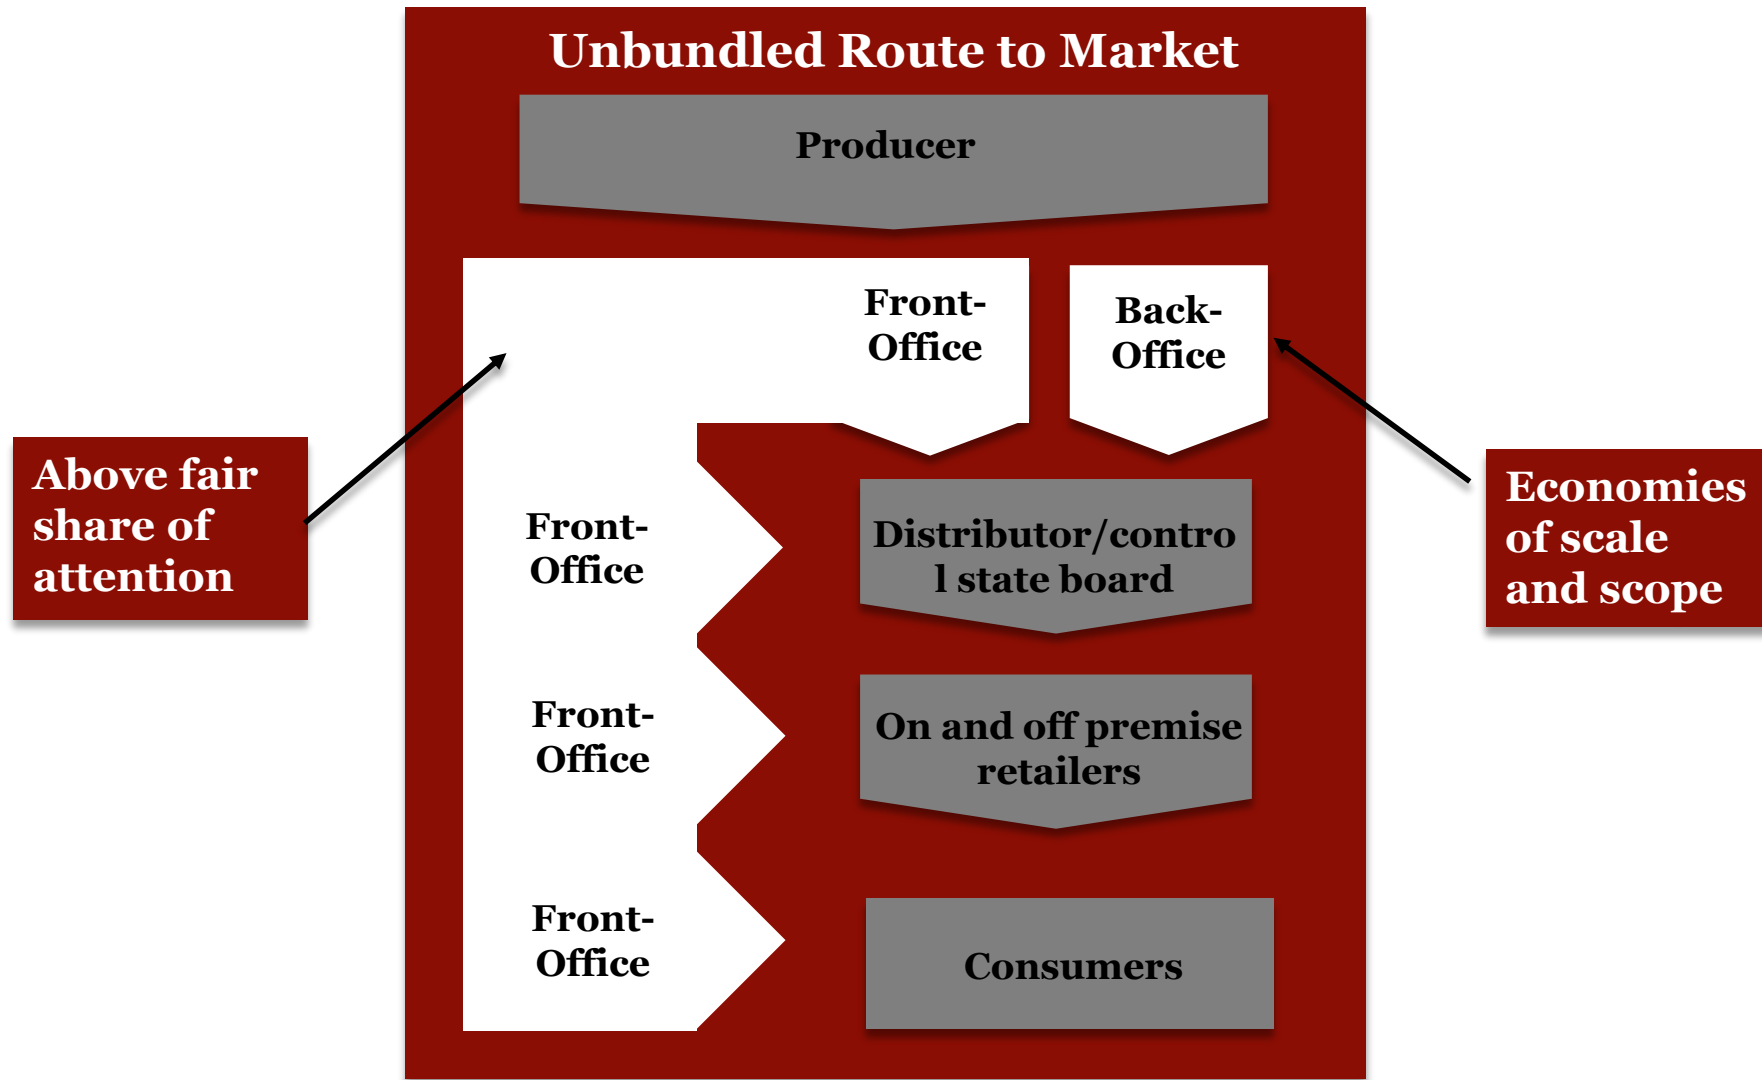 Unbundled Route to Market
Producer
Front-
Office
Back-
Office
Above fair
share of
attention
Front-
Office
Distributor/contro
l state board
Economies
of scale
and scope
Front-
Office
On and off premise
retailers
Front-
Office
Consumers